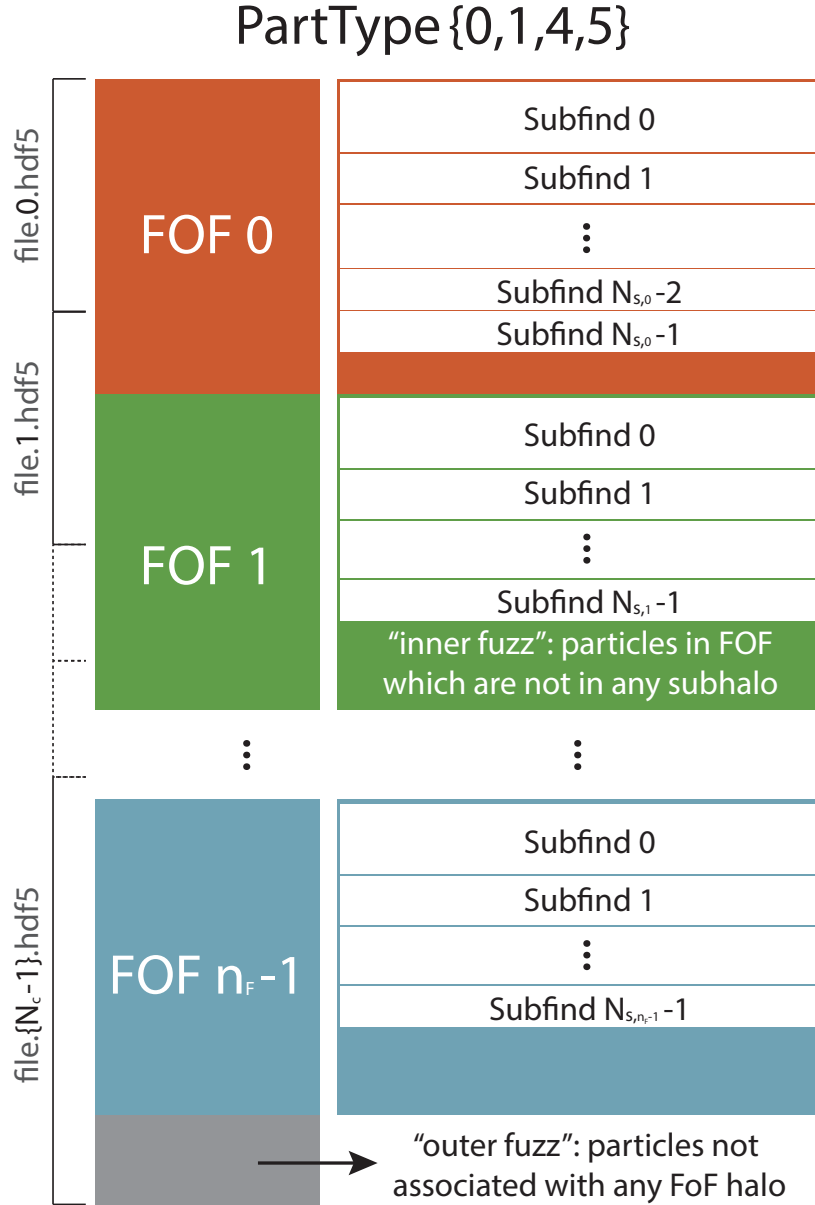 PartType {0,1,4,5}
file.0.hdf5
FOF 0
Subfind 0
Subfind 1
⋮
Subfind Ns,0-2
Subfind Ns,0-1
file.1.hdf5
FOF 1
Subfind 0
Subfind 1
⋮
Subfind Ns,1-1
“inner fuzz”: particles in FOF
which are not in any subhalo
⋮
⋮
file.{Nc-1}.hdf5
FOF nF-1
Subfind 0
Subfind 1
⋮
Subfind Ns,nF-1-1
“outer fuzz”: particles not
associated with any FoF halo